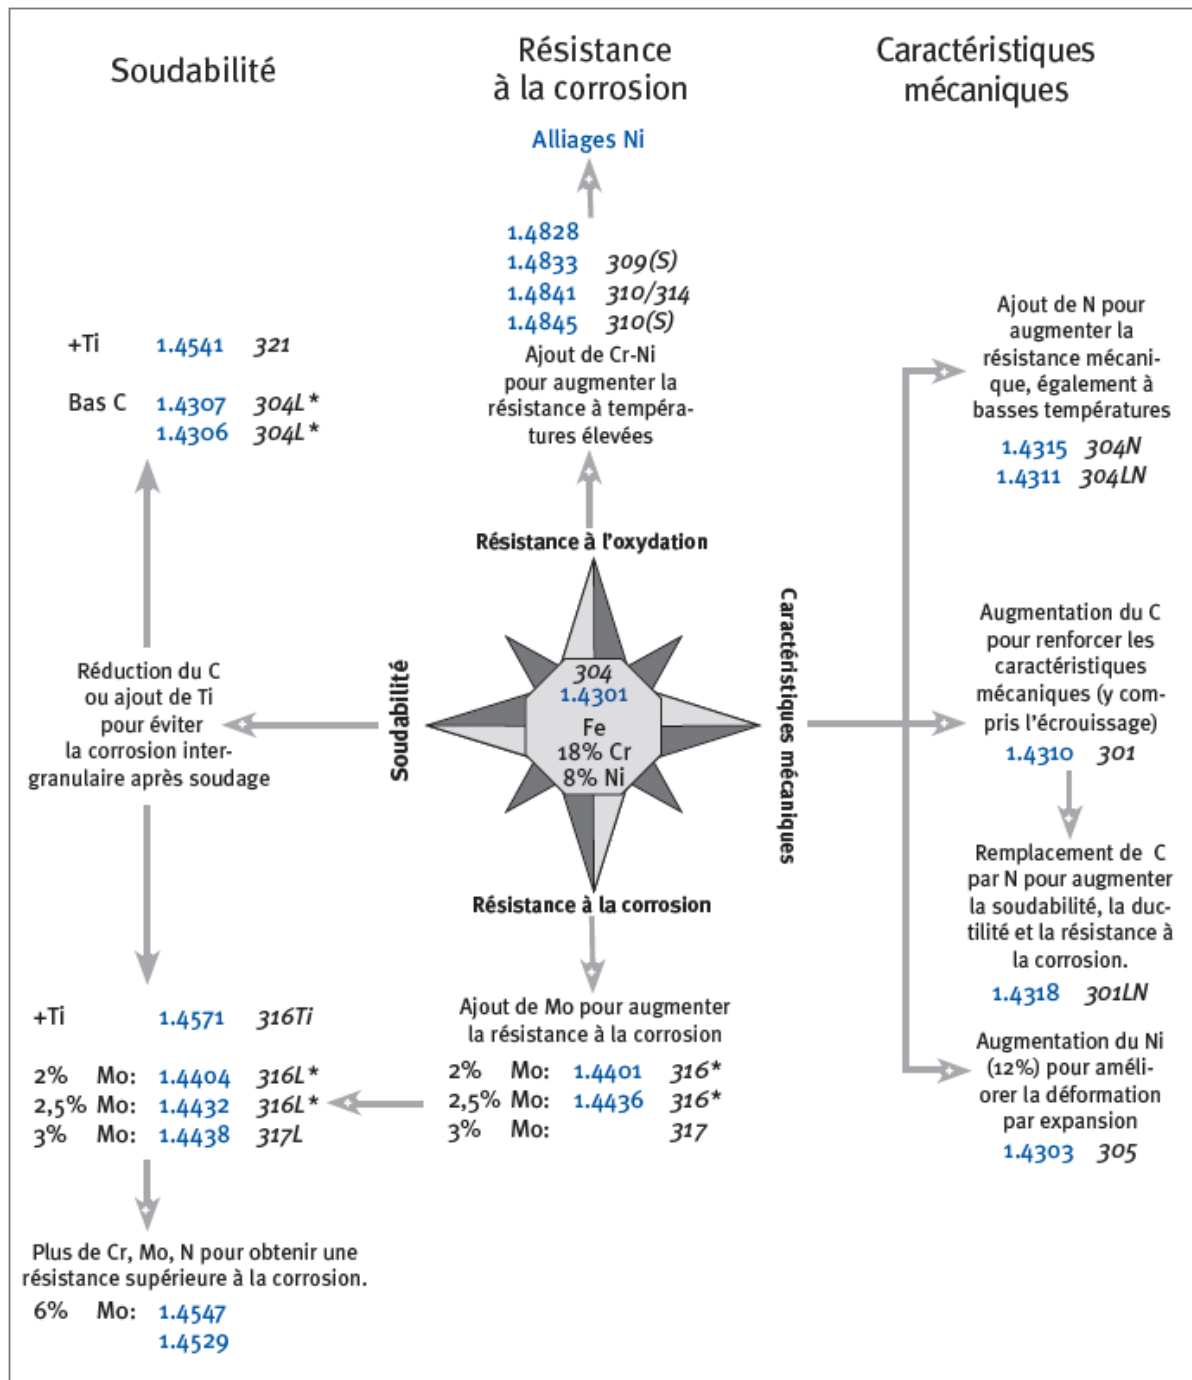 Soudabilité
Résistance
à la corrosion
Caractéristiques
mécaniques
Alliages Ni
1.4828
1.4833 309(S)
1.4841 310/314
1.4845 310(S)
Ajout de Cr-Ni
pour augmenter la
résistance à tempéra-
tures élevées
+Ti 1.4541 321
Bas C 1.4307 304L*
1.4306 304L*
Ajout de N pour
augmenter la
résistance mécani-
que, également à
basses températures
1.4315 304N
1.4311 304LN
Résistance à l'oxydation
Réduction du C
ou ajout de Ti
pour éviter
la corrosion inter-
granulaire après soudage
Soudabilité
304
1.4301
Fe
18% Cr
8% Ni
Caractéristiques mécaniques
Augmentation du C
pour renforcer les
caractéristiques
mécaniques (y com-
pris l'écrouissage)
1.4310 301
Remplacement de C
par N pour augmenter
la soudabilité, la duc-
tilité et la résistance à
la corrosion.
1.4318 301LN
Résistance à la corrosion
Ajout de Mo pour augmenter
la résistance à la corrosion
2% Mo: 1.4401 316*
2,5% Mo: 1.4436 316*
3% Mo: 317
+Ti 1.4571 316Ti
2% Mo: 1.4404 316L*
2,5% Mo: 1.4432 316L*
3% Mo: 1.4438 317L
Augmentation du Ni
(12%) pour améli-
orer la déformation
par expansion
1.4303 305
Plus de Cr, Mo, N pour obtenir une
résistance supérieure à la corrosion.
6% Mo: 1.4547
1.4529